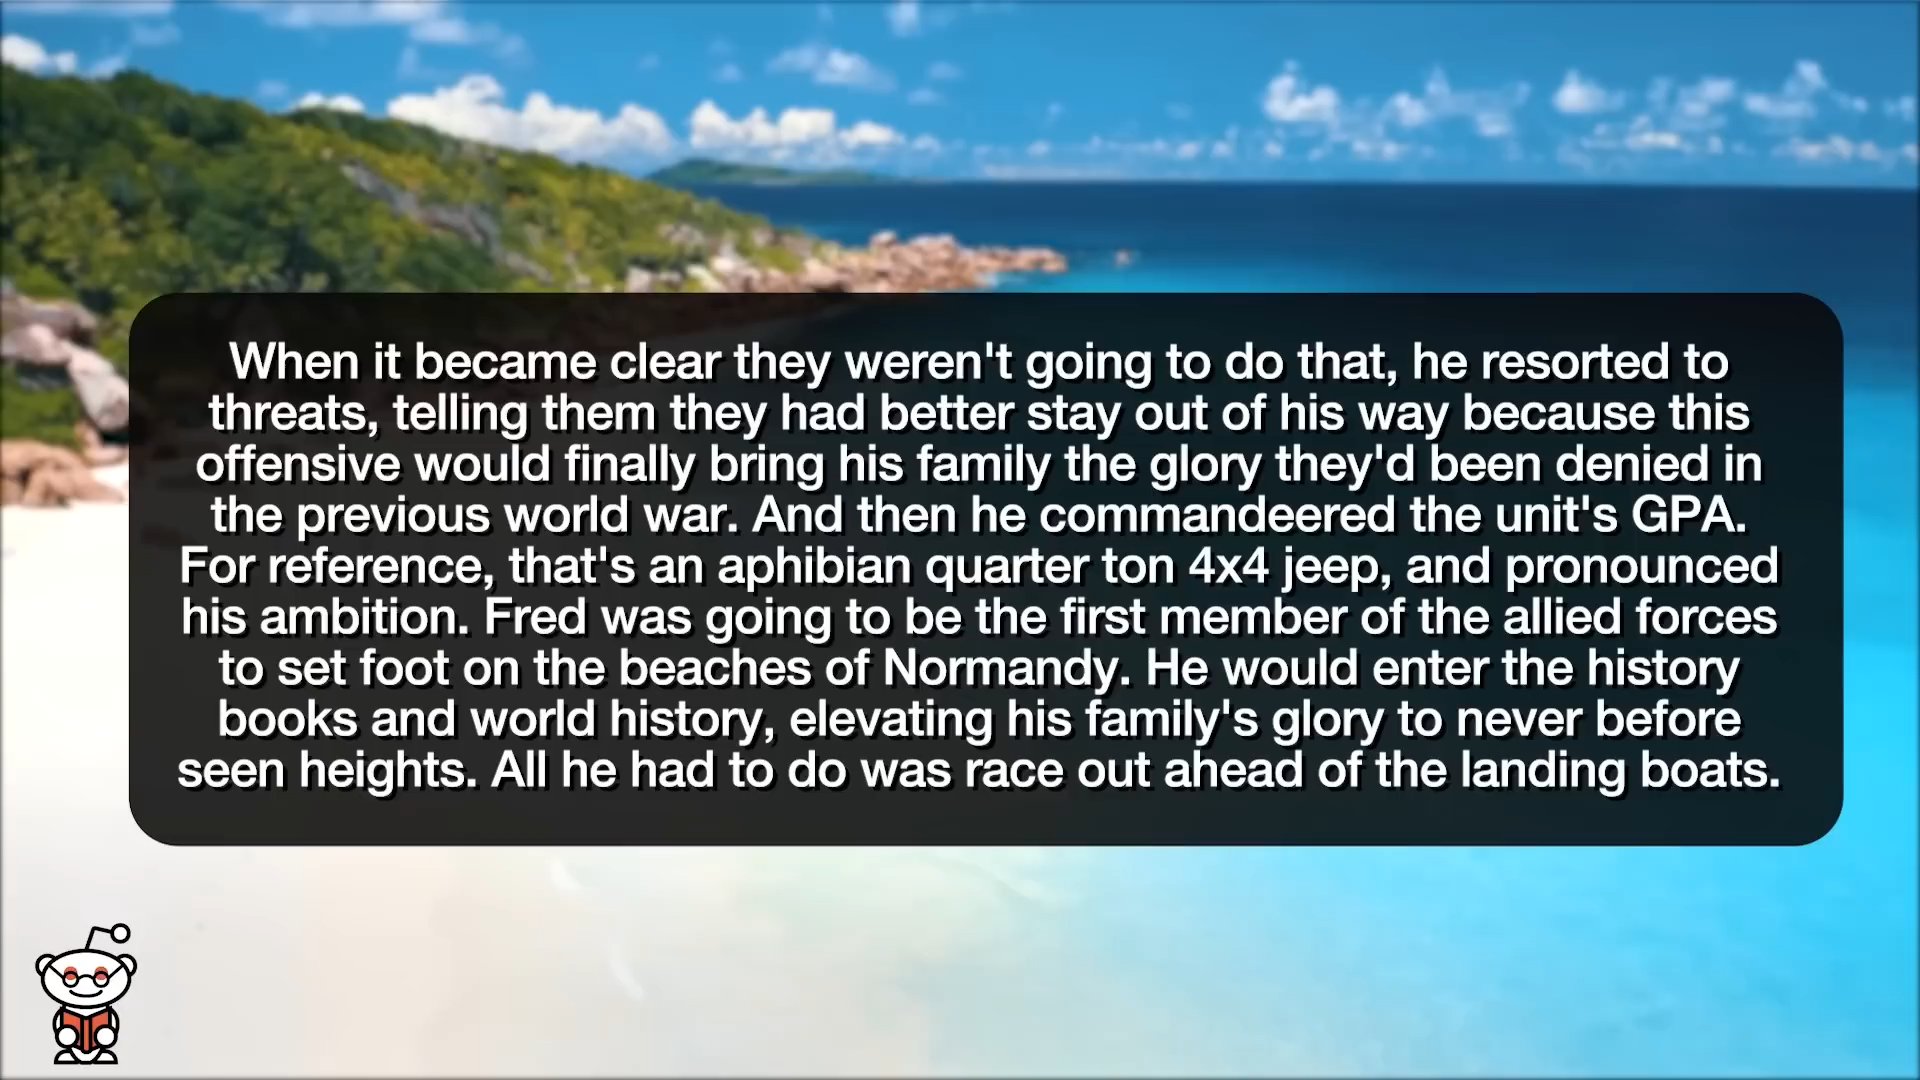 When it became clear they weren't going to do that, he resorted to
threats, telling them they had better stay out of his way because this
offensive would finally bring his family the glory they'd been denied in
the previous world war. And then he commandeered the unit's GPA.
For reference, that's an aphibian quarter ton 4x4 jeep, and pronounced
his ambition. Fred was going to be the first member of the allied forces
to set foot on the beaches of Normandy. He would enter the history
books and world history, elevating his family's glory to never before
seen heights. All he had to do was race out ahead of the landing boats.